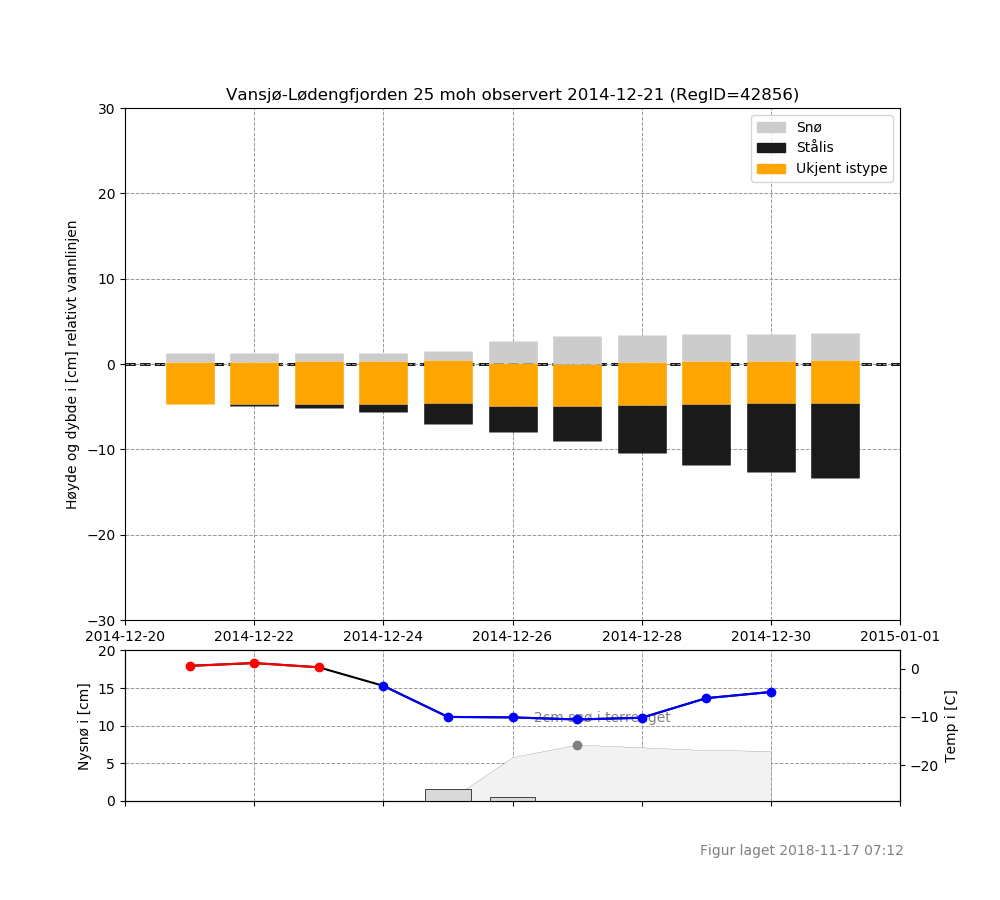 Vansjø-Lødengfjorden 25 moh observert 2014-12-21 (RegID=42856)
Høyde og dybde i [cm] relativt vannlinjen
30
20
10
0
−10
−20
−30
Snø
Stålis
Ukjent istype
2014-12-20 2014-12-22 2014-12-24 2014-12-26 2014-12-28 2014-12-30 2015-01-01
Nysnø i [cm]
20
15
10
5
0
2cm snø i terrenget
0
−10
−20
Temp i [C]
Figur laget 2018-11-17 07:12